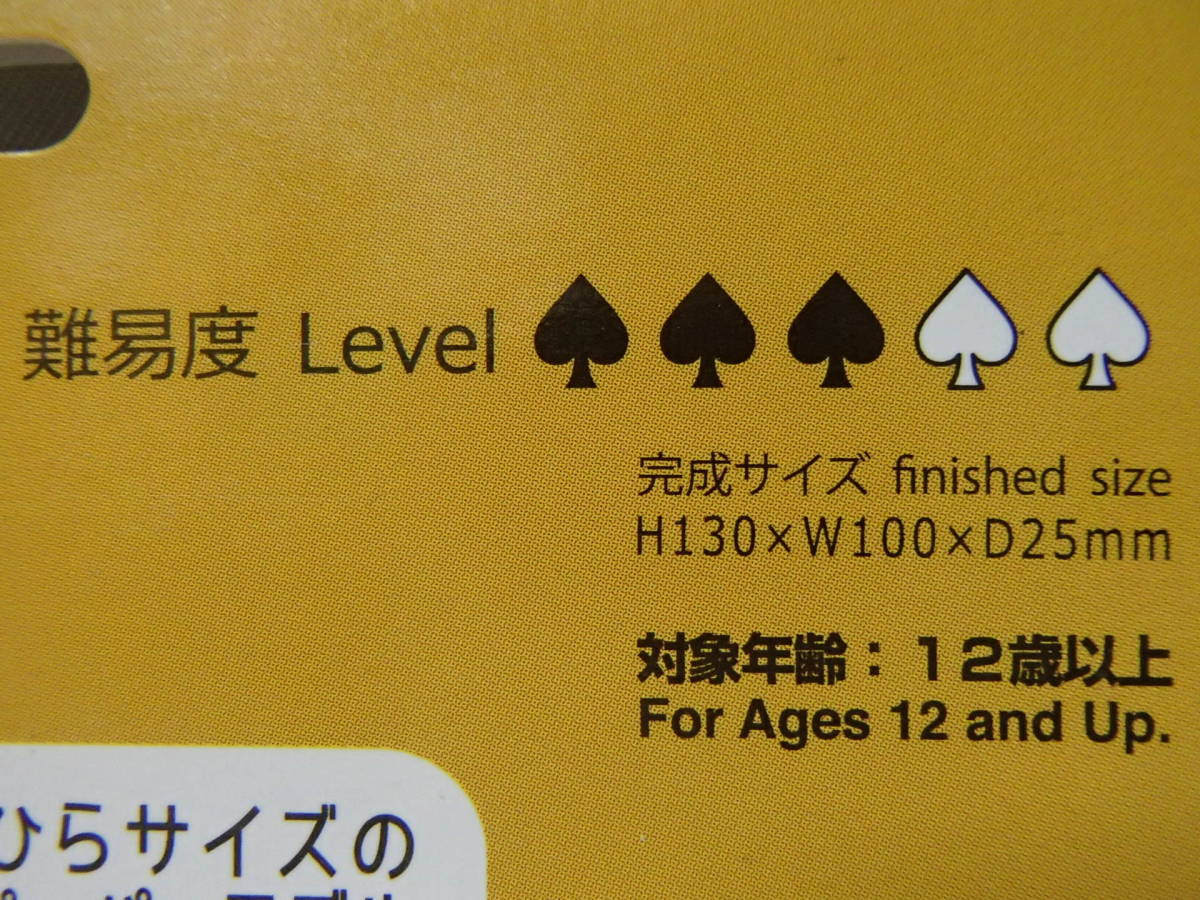 難易度 Level
完成サイズ finished size
H130×W100×D25mm
対象年齢：12歳以上
For Ages 12 and Up.
ひらサイズの